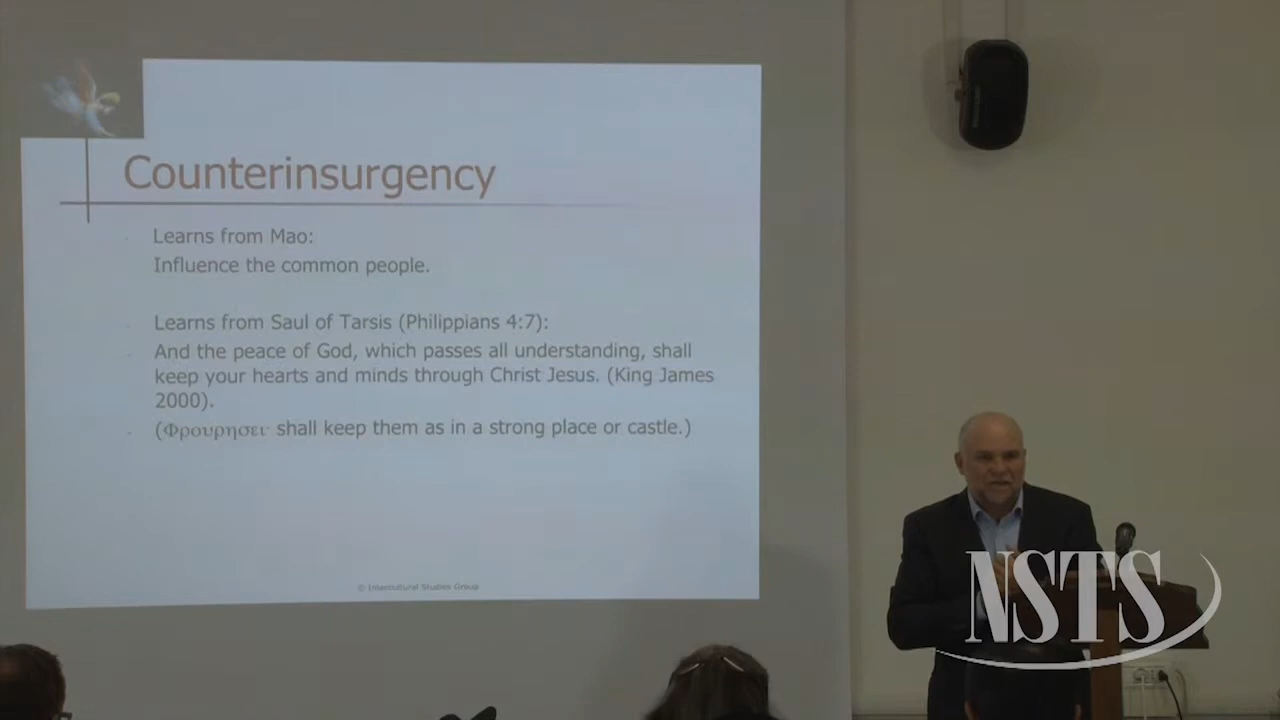 Counterinsurgency
Learns from Mao:
Influence the common people.
Learns from Saul of Tarsis (Philippians 4:7):
And the peace of God, which passes all understanding, shall
keep your hearts and minds through Christ Jesus. (King James
2000).
(Φρουρησει shall keep them as in a strong place or castle.)
© Intercultural Studies Group
NSTS